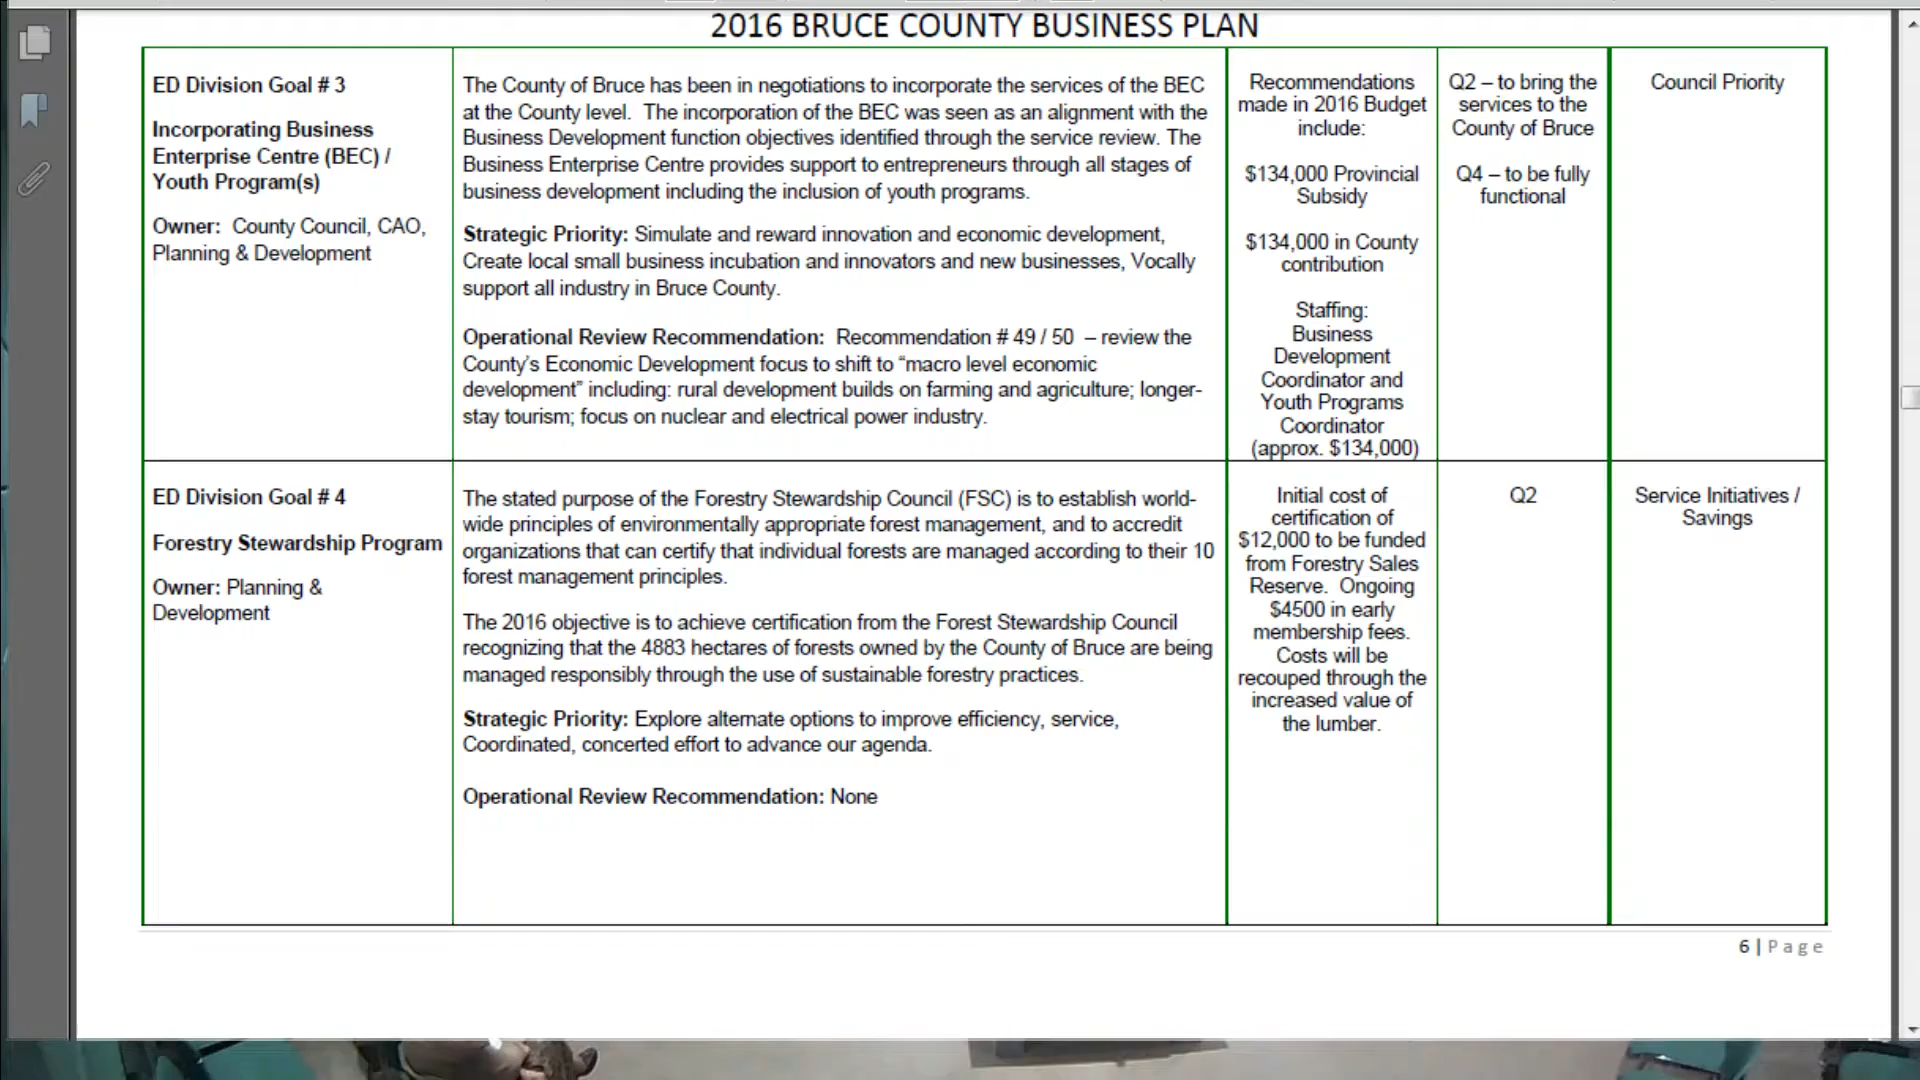 2016 BRUCE COUNTY BUSINESS PLAN
ED Division Goal # 3
Incorporating Business
Enterprise Centre (BEC) /
Youth Program(s)
Owner: County Council, CAO,
Planning & Development
The County of Bruce has been in negotiations to incorporate the services of the BEC
at the County level. The incorporation of the BEC was seen as an alignment with the
Business Development function objectives identified through the service review. The
Business Enterprise Centre provides support to entrepreneurs through all stages of
business development including the inclusion of youth programs.
Strategic Priority: Simulate and reward innovation and economic development,
Create local small business incubation and innovators and new businesses, Vocally
support all industry in Bruce County.
Operational Review Recommendation: Recommendation # 49 / 50 – review the
County's Economic Development focus to shift to “macro level economic
development” including: rural development builds on farming and agriculture; longer-
stay tourism; focus on nuclear and electrical power industry.
Recommendations
made in 2016 Budget
include:
$134,000 Provincial
Subsidy
$134,000 in County
contribution
Staffing:
Business
Development
Coordinator and
Youth Programs
Coordinator
(approx. $134,000)
Q2 – to bring the
services to the
County of Bruce
Q4 – to be fully
functional
Council Priority
ED Division Goal # 4
Forestry Stewardship Program
Owner: Planning &
Development
The stated purpose of the Forestry Stewardship Council (FSC) is to establish world-
wide principles of environmentally appropriate forest management, and to accredit
organizations that can certify that individual forests are managed according to their 10
forest management principles.
The 2016 objective is to achieve certification from the Forest Stewardship Council
recognizing that the 4883 hectares of forests owned by the County of Bruce are being
managed responsibly through the use of sustainable forestry practices.
Strategic Priority: Explore alternate options to improve efficiency, service,
Coordinated, concerted effort to advance our agenda.
Operational Review Recommendation: None
Initial cost of
certification of
$12,000 to be funded
from Forestry Sales
Reserve. Ongoing
$4500 in early
membership fees.
Costs will be
recouped through the
increased value of
the lumber.
Q2
Service Initiatives /
Savings
6 | Page